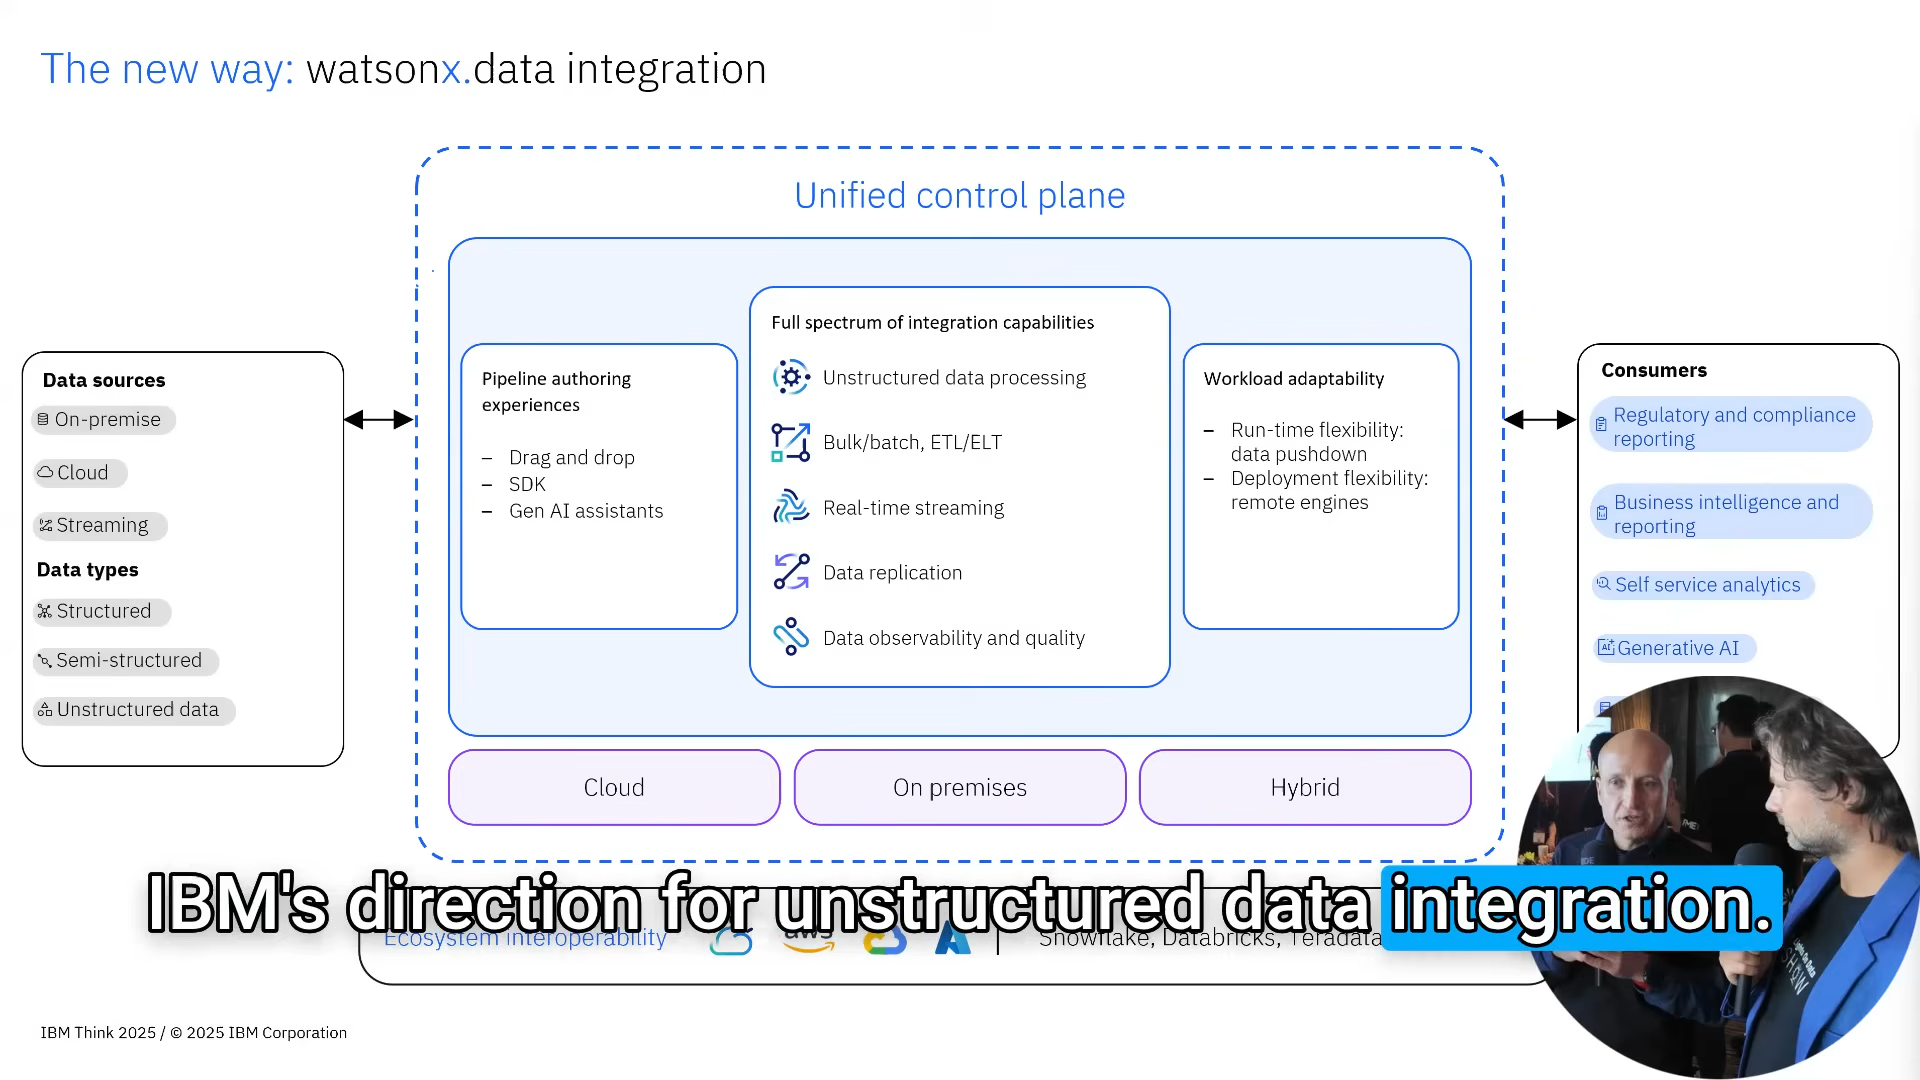 The new way: watsonx.data integration
Unified control plane
Data sources
On-premise
Cloud
Streaming
Data types
Structured
Semi-structured
Unstructured data
Pipeline authoring
experiences
– Drag and drop
– SDK
– Gen AI assistants
Full spectrum of integration capabilities
Unstructured data processing
Bulk/batch, ETL/ELT
Real-time streaming
Data replication
Data observability and quality
Workload adaptability
– Run-time flexibility:
data pushdown
– Deployment flexibility:
remote engines
Consumers
Regulatory and compliance
reporting
Business intelligence and
reporting
Self service analytics
Generative AI
Cloud
On premises
Hybrid
IBM's direction for unstructured data integration.
Ecosystem interoperability
aws
Snowflake, Databricks, Teradata
SHOW
IBM Think 2025 / © 2025 IBM Corporation